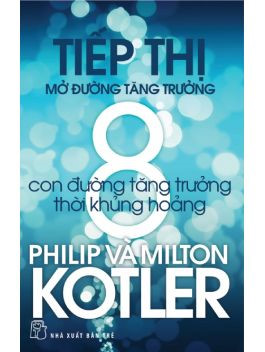 TIẾP THỊ
MỞ ĐƯỜNG TĂNG TRƯỞNG
8
con đường tăng trưởng
thời khủng hoảng
PHILIP VÀ MILTON
KOTLER
NHÀ XUẤT BẢN TRẺ